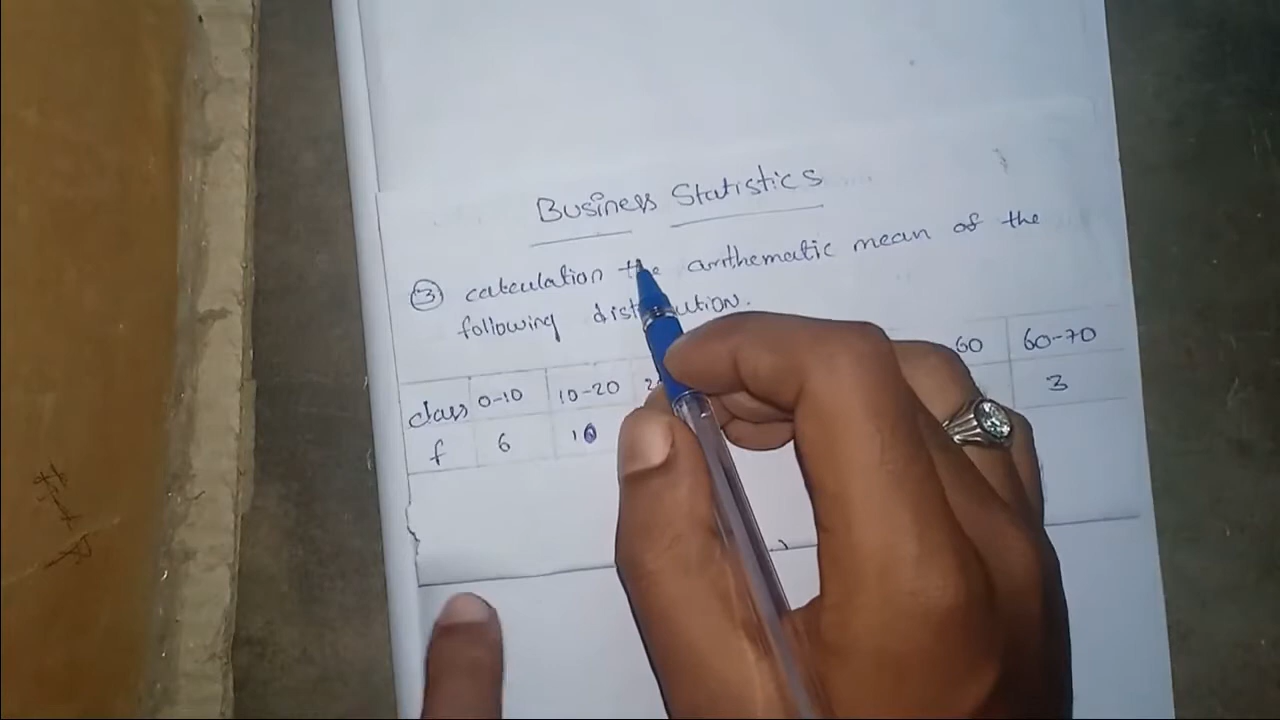 Business Statistics
③ calculation the arithematic mean of the
following distribution.
class 0-10 10-20 60 60-70
f 6 10 3